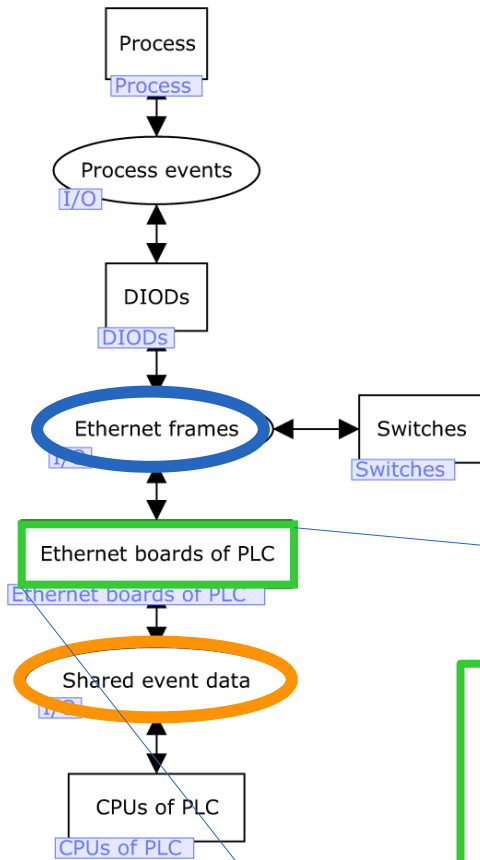 Process
Process
Process events
I/O
DIODs
DIODs
Ethernet frames
I/O
Switches
Switches
Ethernet boards of PLC
Ethernet boards of PLC
Shared event data
I/O
CPUs of PLC
CPUs of PLC